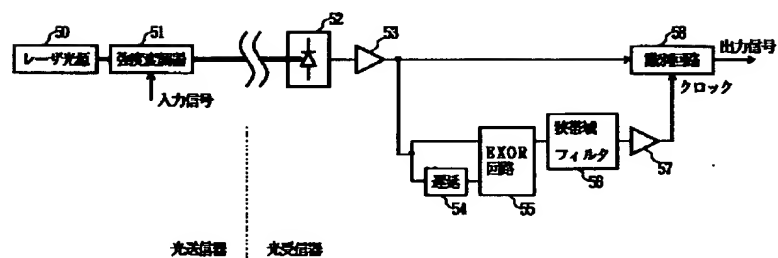 50
51
52
53
58
レーザ光源
強度変調器
識別回路
出力信号
入力信号
クロック
EXOR
回路
狭帯域
フィルタ
遅延
54
55
56
57
光送信器
光受信器